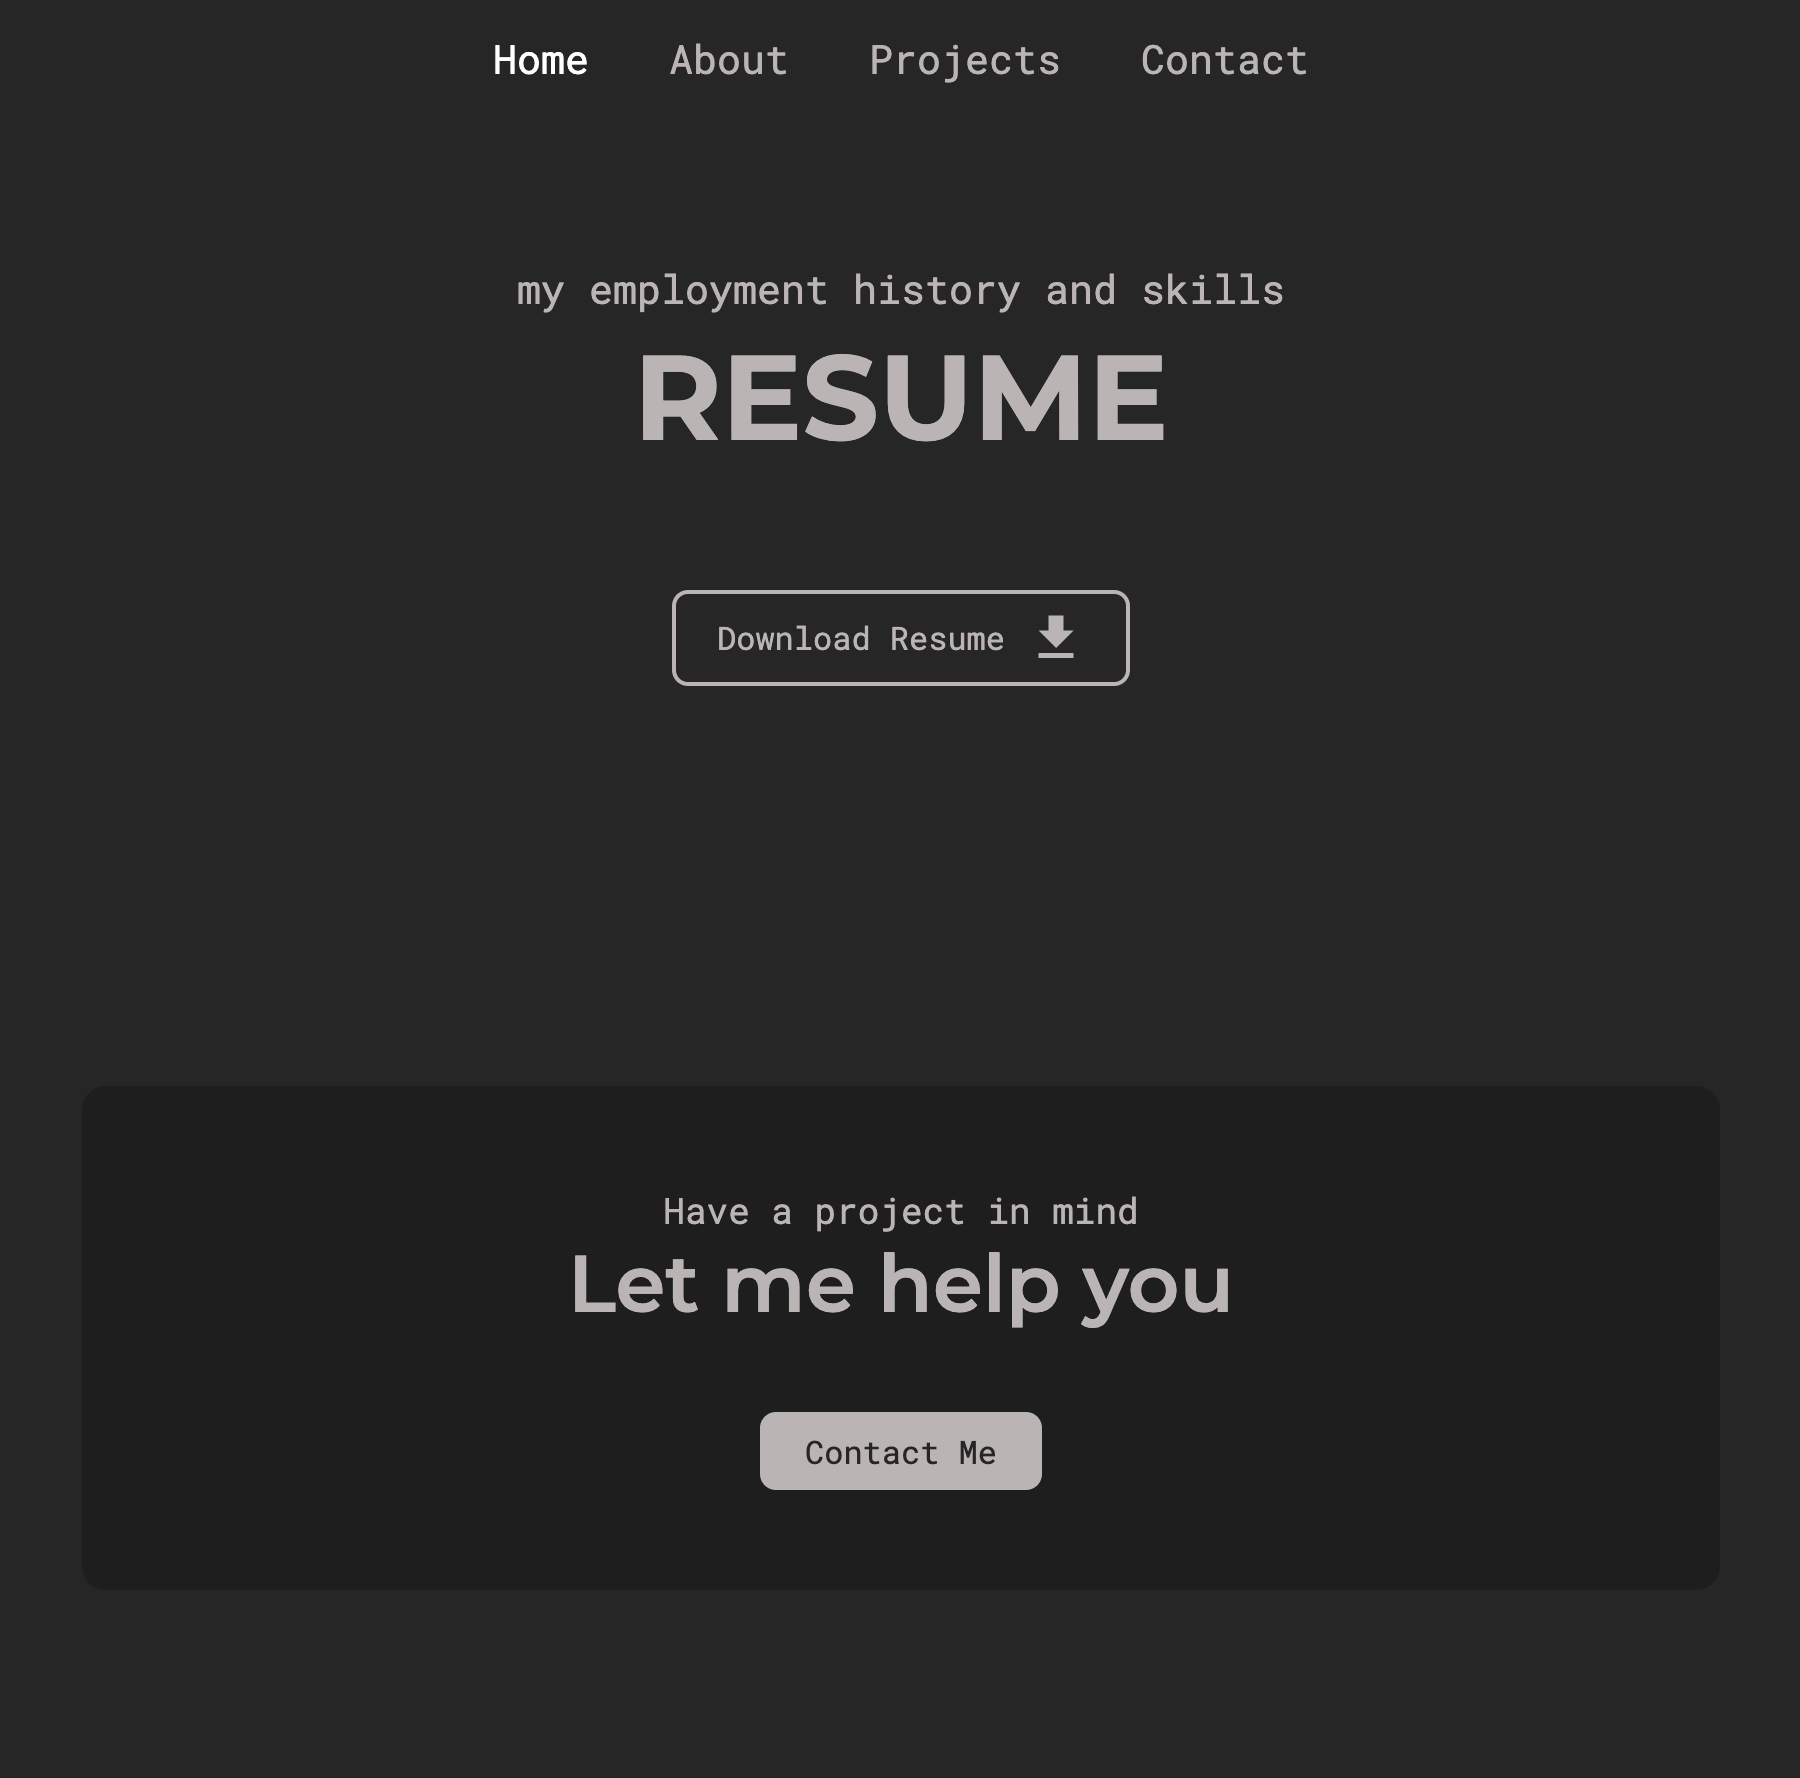 Home About Projects Contact
my employment history and skills
RESUME
Download Resume
Have a project in mind
Let me help you
Contact Me